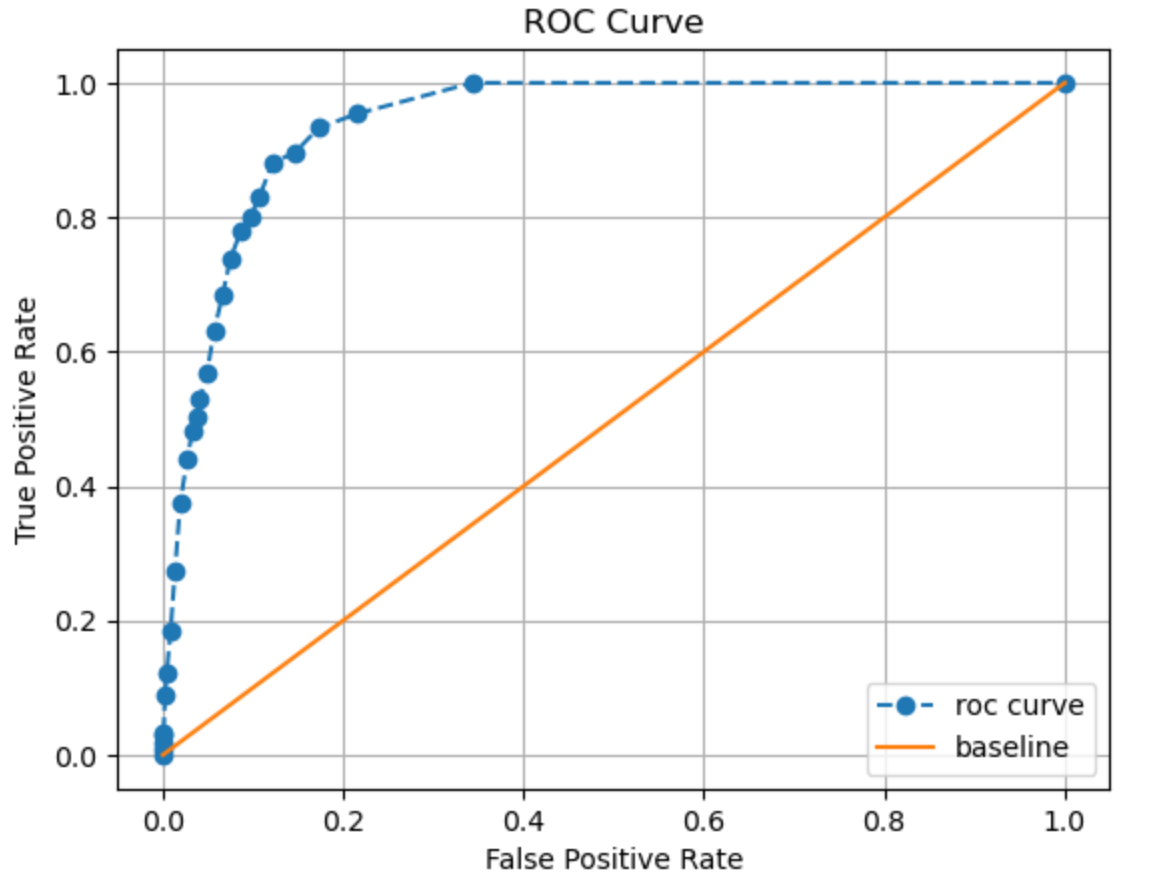 ROC Curve
True Positive Rate
1.0
0.8
0.6
0.4
0.2
0.0
0.0 0.2 0.4 0.6 0.8 1.0
False Positive Rate
roc curve
baseline